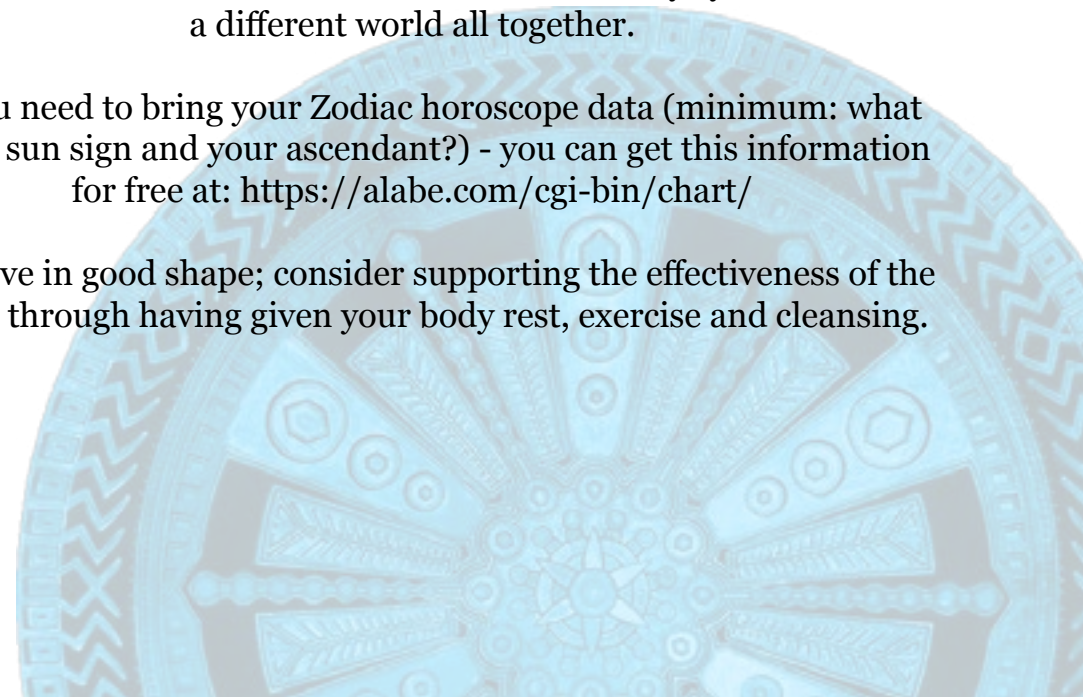 a different world all together.
need to bring your Zodiac horoscope data (minimum: what
sun sign and your ascendant?) - you can get this information
for free at: https://alabe.com/cgi-bin/chart/
ve in good shape; consider supporting the effectiveness of the
through having given your body rest, exercise and cleansing.